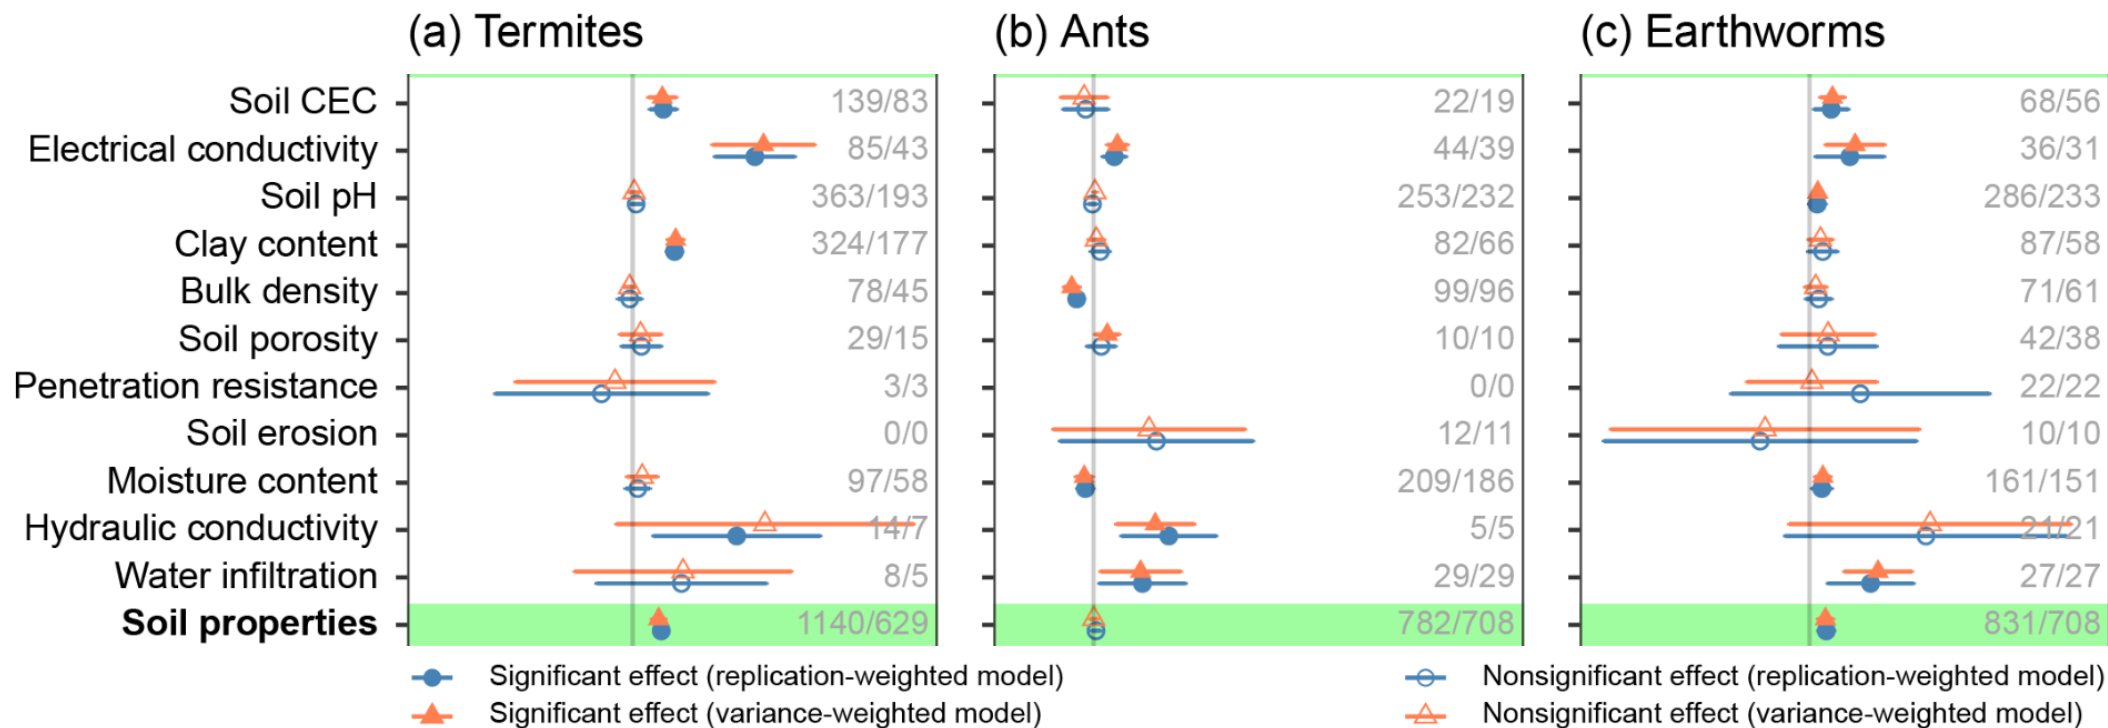 (a) Termites (b) Ants (c) Earthworms
Soil CEC 139/83 22/19 68/56
Electrical conductivity 85/43 44/39 36/31
Soil pH 363/193 253/232 286/233
Clay content 324/177 82/66 87/58
Bulk density 78/45 99/96 71/61
Soil porosity 29/15 10/10 42/38
Penetration resistance 3/3 0/0 22/22
Soil erosion 0/0 12/11 10/10
Moisture content 97/58 209/186 161/151
Hydraulic conductivity 14/7 5/5 21/21
Water infiltration 8/5 29/29 27/27
Soil properties 1140/629 782/708 831/708
Significant effect (replication-weighted model) Nonsignificant effect (replication-weighted model)
Significant effect (variance-weighted model) Nonsignificant effect (variance-weighted model)